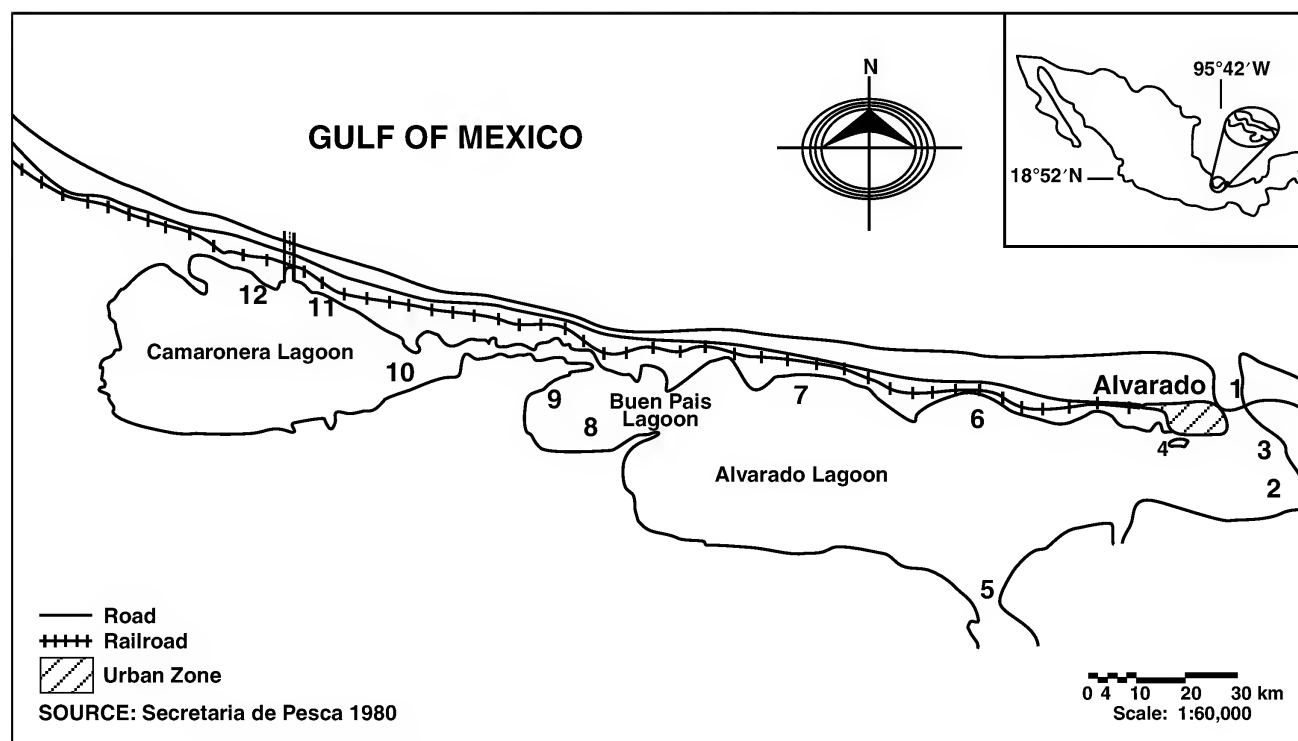 N
95°42′W
GULF OF MEXICO
18°52′N
12
11
Camaronera Lagoon
10
9
8
Buen Pais
Lagoon
7
Alvarado
1
6
4
3
2
Alvarado Lagoon
5
Road
Railroad
Urban Zone
SOURCE: Secretaria de Pesca 1980
0 4 10 20 30 km
Scale: 1:60,000